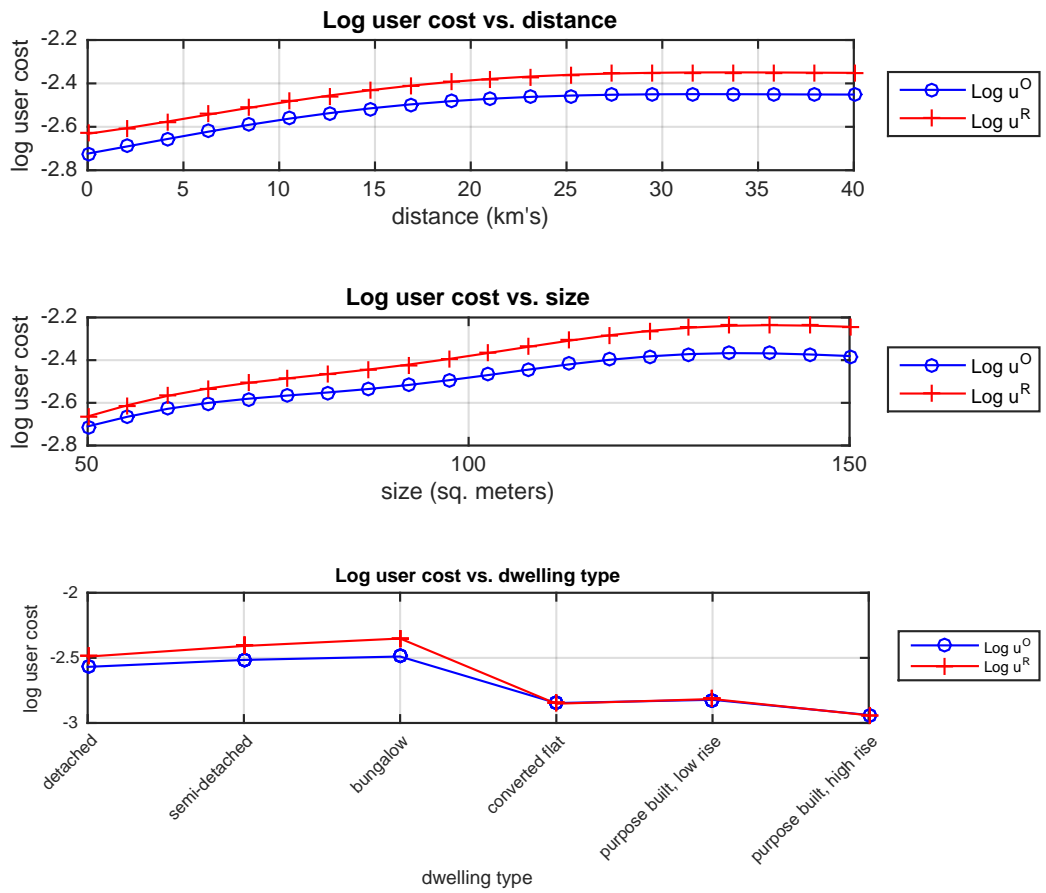 Log user cost vs. distance
log user cost
-2.2
-2.4
-2.6
-2.8
0 5 10 15 20 25 30 35 40
distance (km's)
Log u^O
Log u^R
Log user cost vs. size
log user cost
-2.2
-2.4
-2.6
-2.8
50 100 150
size (sq. meters)
Log u^O
Log u^R
Log user cost vs. dwelling type
log user cost
-2
-2.5
-3
detached
semi-detached
bungalow
converted flat
purpose built, low rise
purpose built, high rise
dwelling type
Log u^O
Log u^R